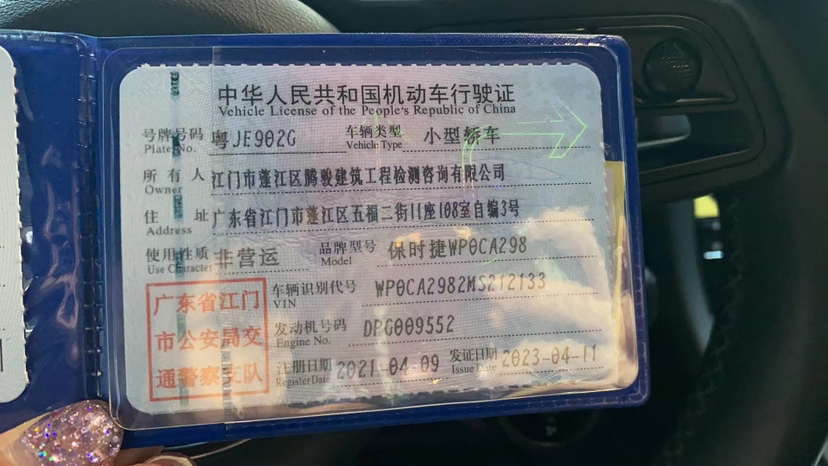 中华人民共和国机动车行驶证
Vehicle License of the People's Republic of China
号牌号码 粤JE902G 车辆类型 小型轿车
Plate No. Vehicle Type
所有人 江门市蓬江区腾骏建筑工程检测咨询有限公司
Owner
住址 广东省江门市蓬江区五福二街11座108室自编3号
Address
使用性质 非营运 品牌型号 保时捷WP0CA298
Use Character Model
广东省江门
市公安局交
通警察支队
车辆识别代号 WP0CA2982MS212133
VIN
发动机号码 DPG009552
Engine No.
注册日期 2021-04-09 发证日期 2023-04-11
Register Date Issue Date